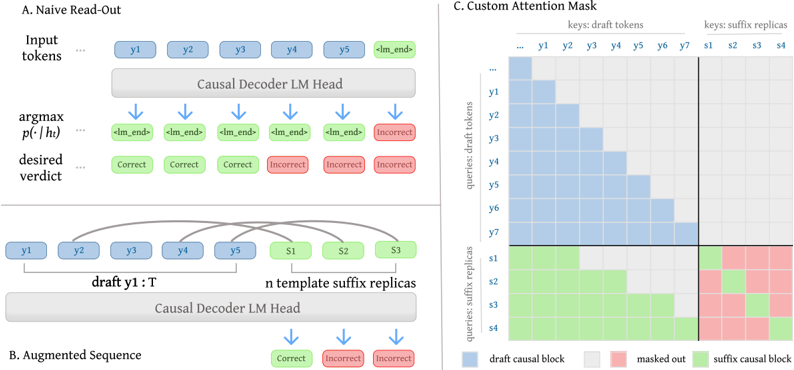 A. Naive Read-Out
Input tokens ... y1 y2 y3 y4 y5 <lm_end>
Causal Decoder LM Head
argmax p(· | hₜ) ... <lm_end> <lm_end> <lm_end> <lm_end> <lm_end> Incorrect
desired verdict ... Correct Correct Correct Incorrect Incorrect Incorrect
y1 y2 y3 y4 y5 S1 S2 S3
draft y1 : T n template suffix replicas
Causal Decoder LM Head
Correct Incorrect Incorrect
B. Augmented Sequence
C. Custom Attention Mask
keys: draft tokens keys: suffix replicas
... y1 y2 y3 y4 y5 y6 y7 s1 s2 s3 s4
queries: draft tokens
...
y1
y2
y3
y4
y5
y6
y7
queries: suffix replicas
s1
s2
s3
s4
draft causal block masked out suffix causal block